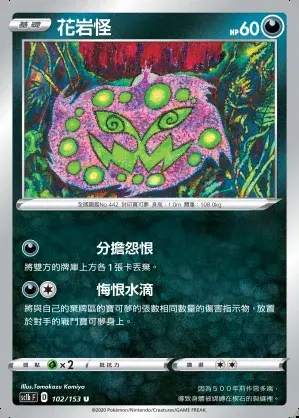 基礎 花岩怪 HP60
全國圖鑑No.442 封印寶可夢 身高：1.0m 體重：108.0kg
分擔怨恨
將雙方的牌庫上方各1張卡丟棄。
悔恨水滴
將與自己的棄牌區的寶可夢的張數相同數量的傷害指示物，放置
於對手的戰鬥寶可夢身上。
弱點 ×2 抵抗力 撤退
Illus.Tomokazu Komiya
sc1b F 102/153 U
因為500年前作惡多端，
導致身體被綁縛在楔石的裂縫裡。
©2020 Pokémon/Nintendo/Creatures/GAME FREAK.